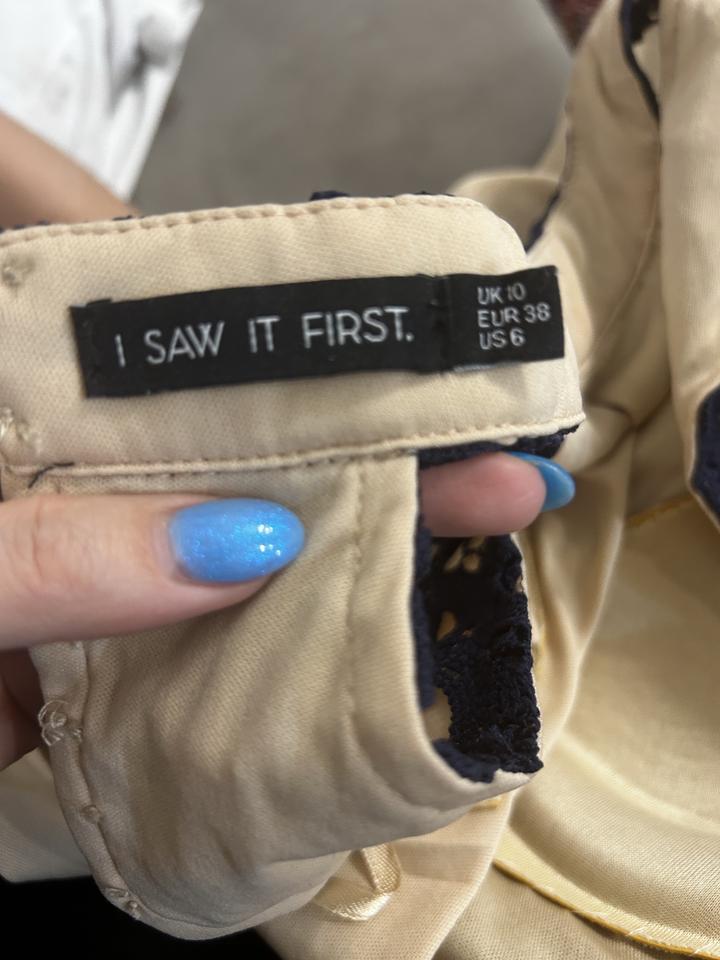 I SAW IT FIRST.
UK 10
EUR 38
US 6